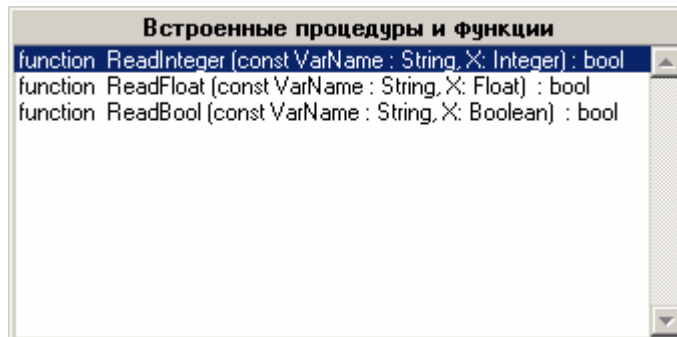 Встроенные процедуры и функции
function ReadInteger (const VarName : String, X: Integer) : bool
function ReadFloat (const VarName : String, X: Float) : bool
function ReadBool (const VarName : String, X: Boolean) : bool